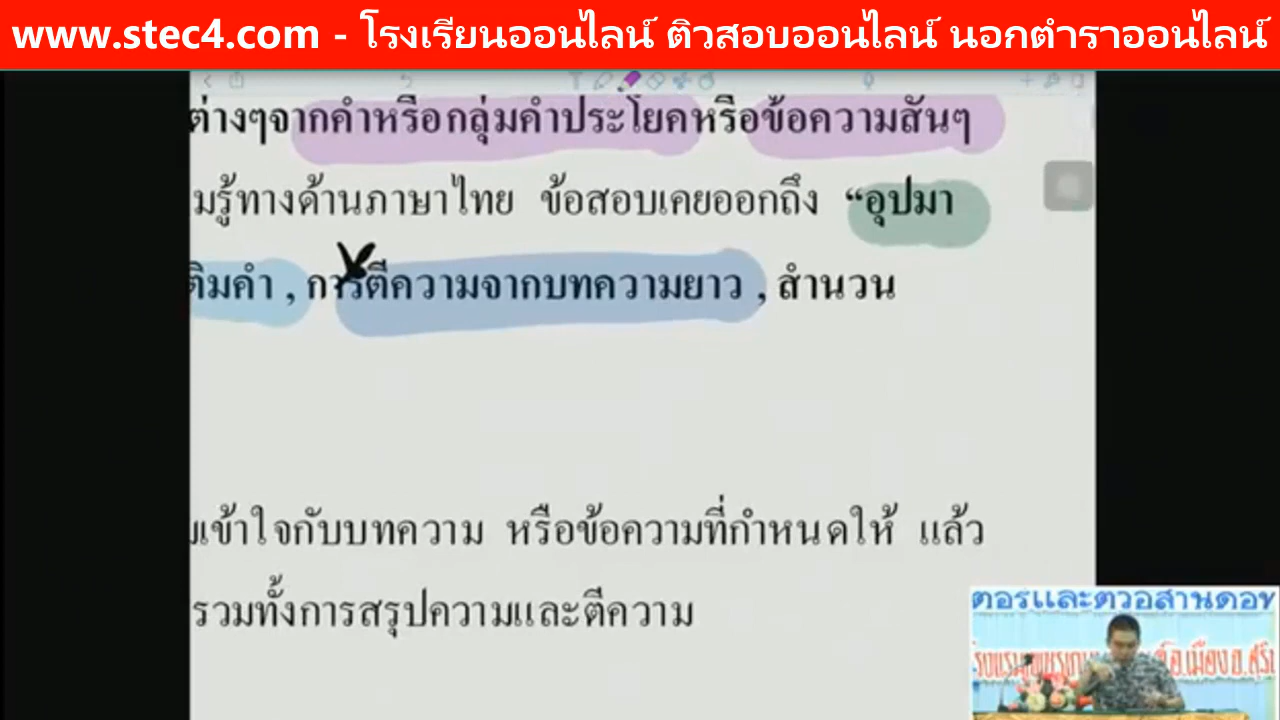 www.stec4.com - โรงเรียนออนไลน์ ติวสอบออนไลน์ นอกตำราออนไลน์
ต่างๆจากคำหรือกลุ่มคำประโยคหรือข้อความสันๆ
มรู้ทางด้านภาษาไทย ข้อสอบเคยออกถึง “อุปมา
ติมคำ , การตีความจากบทความยาว , สำนวน
มเข้าใจกับบทความ หรือข้อความที่กำหนดให้ แล้ว
รวมทั้งการสรุปความและตีความ